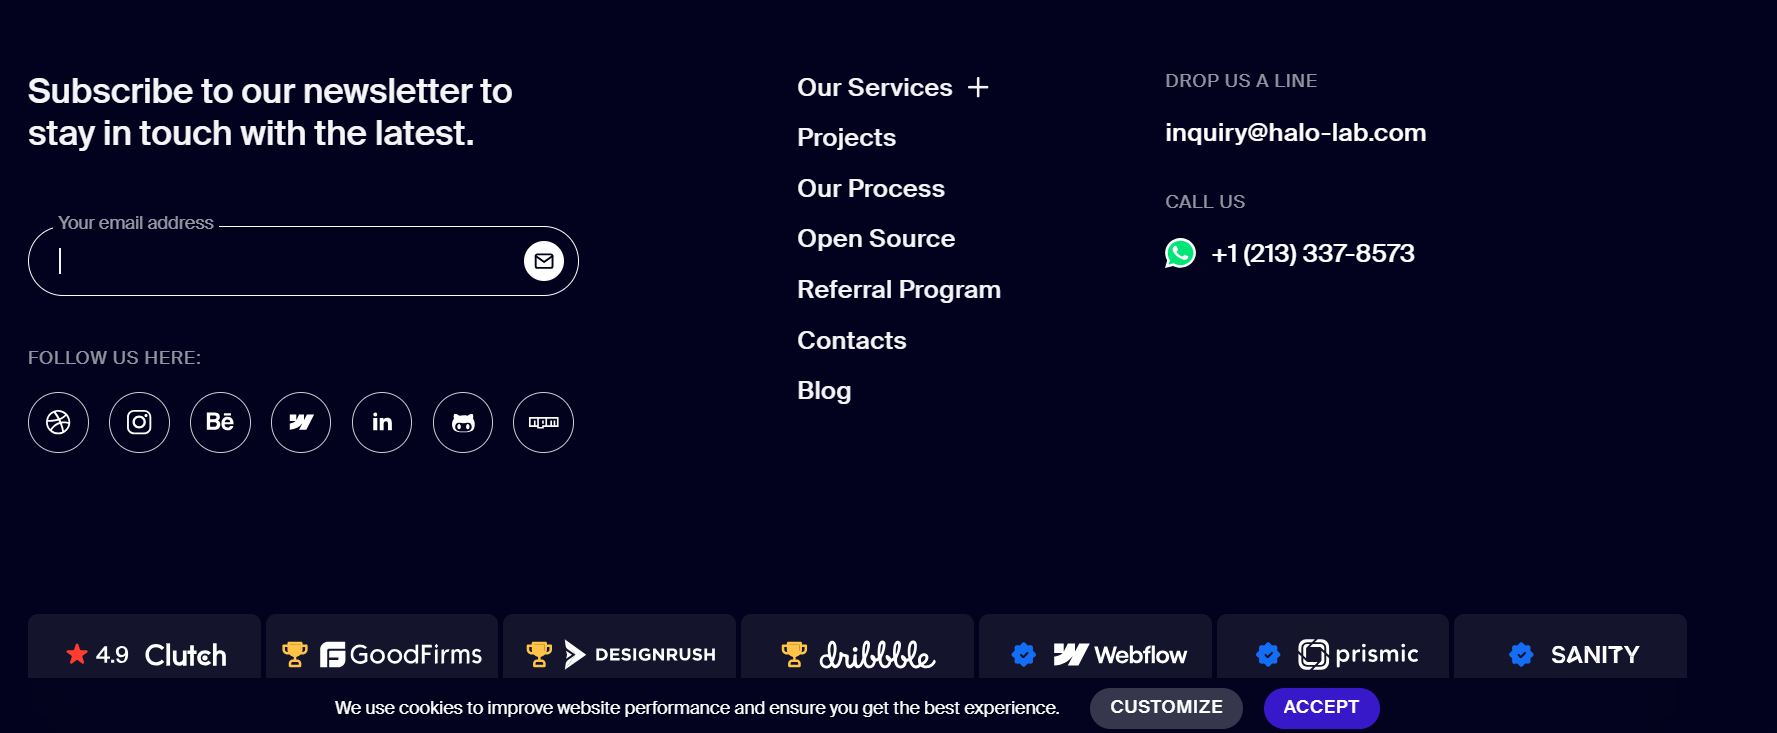 Subscribe to our newsletter to
stay in touch with the latest.
Your email address
FOLLOW US HERE:
Bē
in
npm
Our Services +
Projects
Our Process
Open Source
Referral Program
Contacts
Blog
DROP US A LINE
inquiry@halo-lab.com
CALL US
+1 (213) 337-8573
4.9 Clutch
GoodFirms
DESIGNRUSH
dribbble
Webflow
prismic
SANITY
We use cookies to improve website performance and ensure you get the best experience.
CUSTOMIZE
ACCEPT